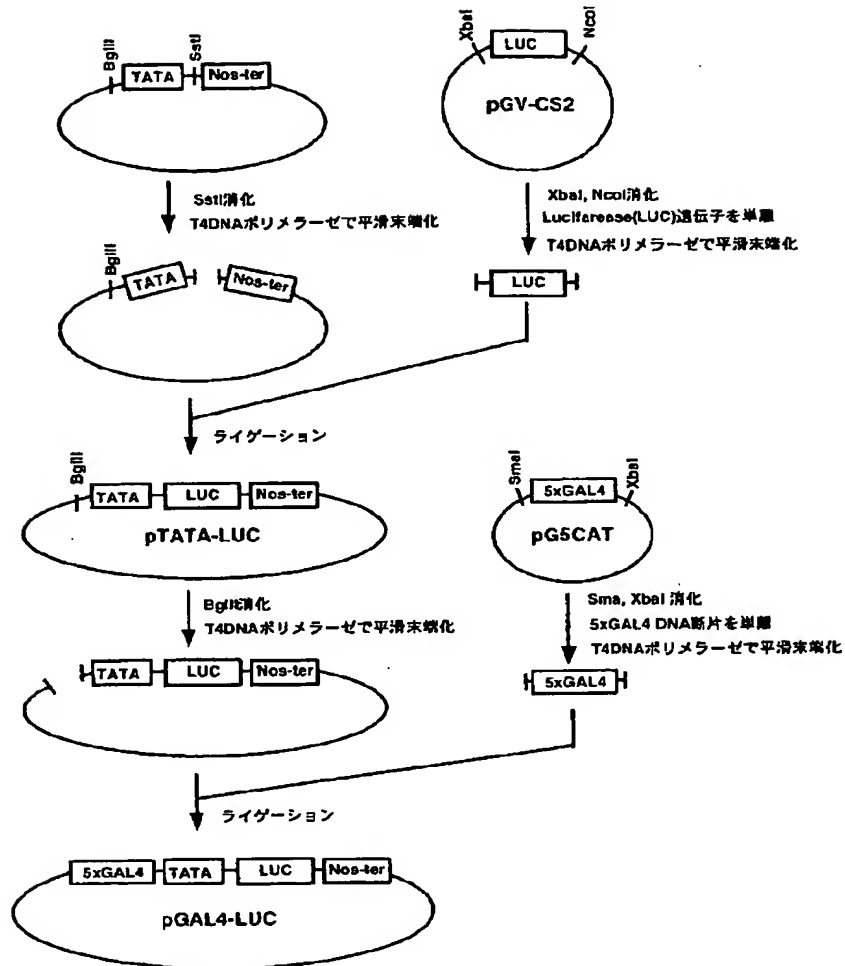 BglII
TATA
SstI
Nos-ter
XbaI
LUC
NcoI
pGV-CS2
SstI消化
T4DNAポリメラーゼで平滑末端化
XbaI, NcoI消化
Lucifarease(LUC)遺伝子を単離
T4DNAポリメラーゼで平滑末端化
BglII
TATA
Nos-ter
LUC
ライゲーション
BglII
TATA
LUC
Nos-ter
pTATA-LUC
SmaI
5xGAL4
XbaI
pG5CAT
BglII消化
T4DNAポリメラーゼで平滑末端化
Sma, XbaI 消化
5xGAL4 DNA断片を単離
T4DNAポリメラーゼで平滑末端化
TATA
LUC
Nos-ter
5xGAL4
ライゲーション
5xGAL4
TATA
LUC
Nos-ter
pGAL4-LUC